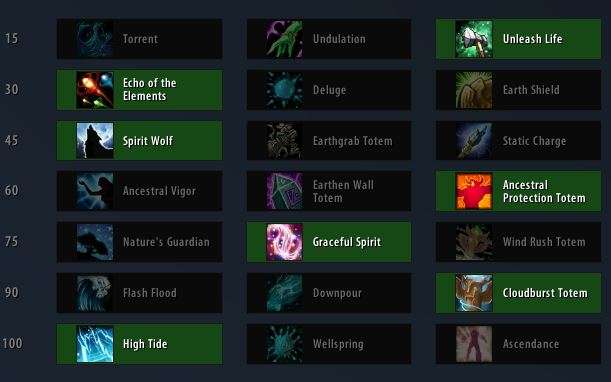 15 Torrent Undulation Unleash Life
30 Echo of the Elements Deluge Earth Shield
45 Spirit Wolf Earthgrab Totem Static Charge
60 Ancestral Vigor Earthen Wall Totem Ancestral Protection Totem
75 Nature's Guardian Graceful Spirit Wind Rush Totem
90 Flash Flood Downpour Cloudburst Totem
100 High Tide Wellspring Ascendance